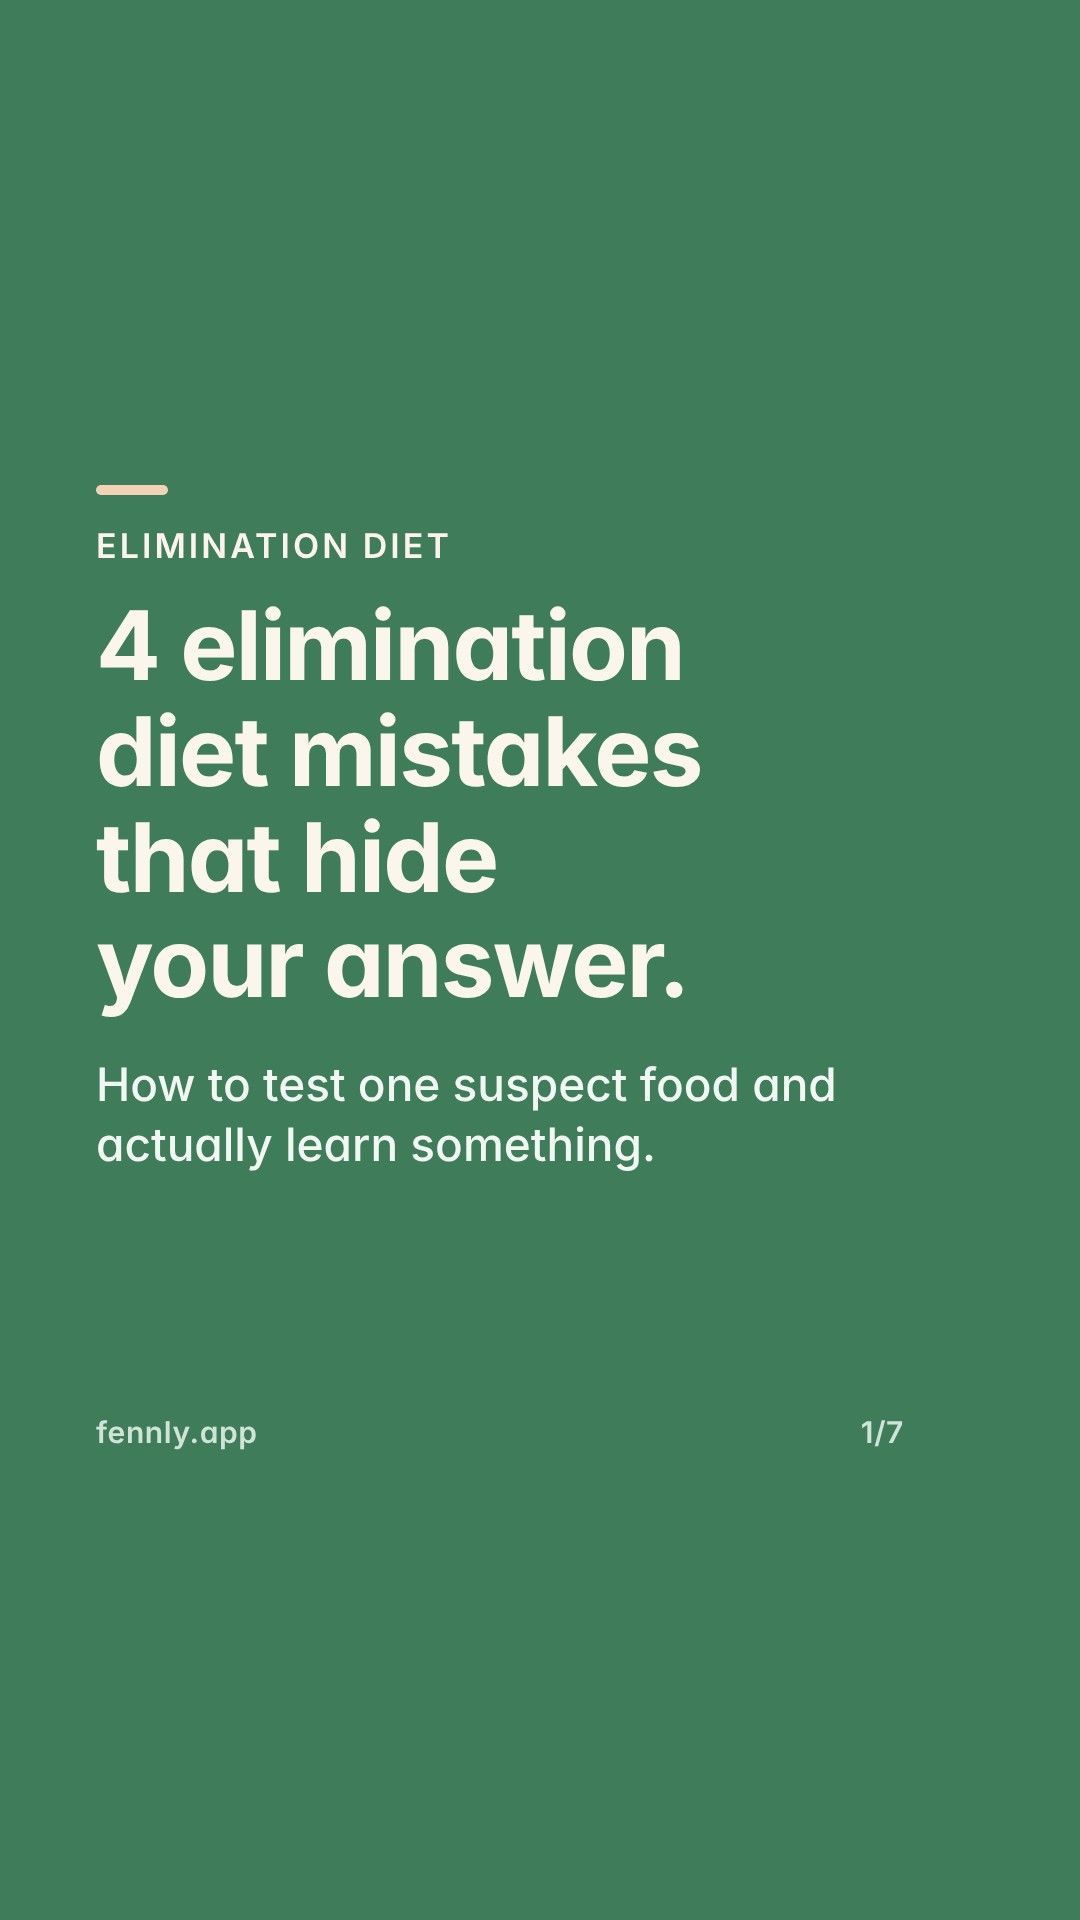 ELIMINATION DIET
4 elimination
diet mistakes
that hide
your answer.
How to test one suspect food and
actually learn something.
fennly.app
1/7